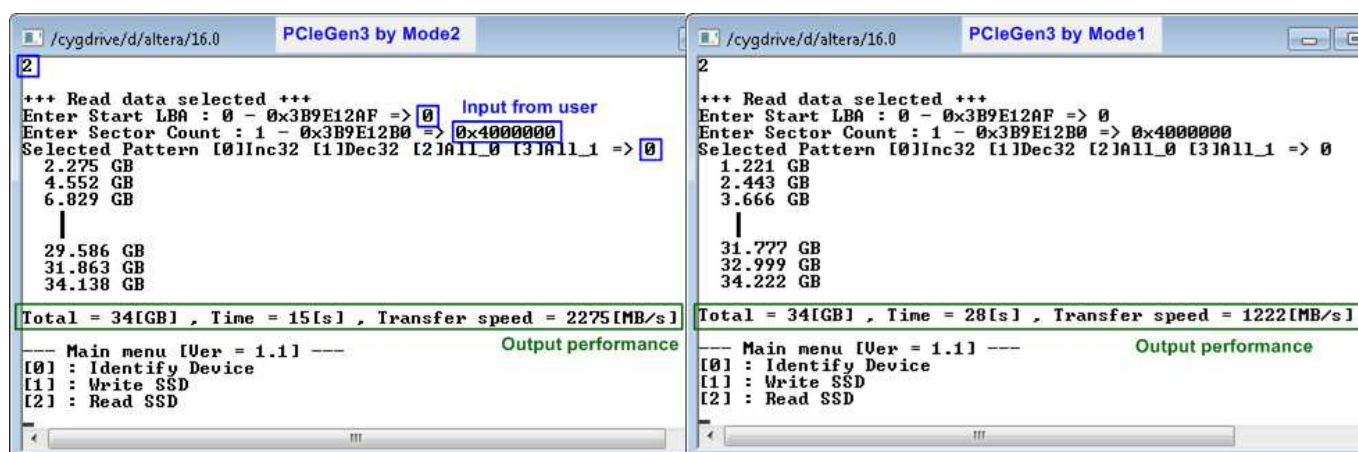 /cygdrive/d/altera/16.0
PCIeGen3 by Mode2
2
+++ Read data selected +++
Enter Start LBA : 0 - 0x3B9E12AF => 0
Input from user
Enter Sector Count : 1 - 0x3B9E12B0 => 0x4000000
Selected Pattern [0]Inc32 [1]Dec32 [2]All_0 [3]All_1 => 0
2.275 GB
4.552 GB
6.829 GB
29.586 GB
31.863 GB
34.138 GB
Total = 34[GB] , Time = 15[s] , Transfer speed = 2275[MB/s]
Output performance
--- Main menu [Ver = 1.1] ---
[0] : Identify Device
[1] : Write SSD
[2] : Read SSD
/cygdrive/d/altera/16.0
PCIeGen3 by Mode1
2
+++ Read data selected +++
Enter Start LBA : 0 - 0x3B9E12AF => 0
Enter Sector Count : 1 - 0x3B9E12B0 => 0x4000000
Selected Pattern [0]Inc32 [1]Dec32 [2]All_0 [3]All_1 => 0
1.221 GB
2.443 GB
3.666 GB
31.777 GB
32.999 GB
34.222 GB
Total = 34[GB] , Time = 28[s] , Transfer speed = 1222[MB/s]
--- Main menu [Ver = 1.1] ---
Output performance
[0] : Identify Device
[1] : Write SSD
[2] : Read SSD